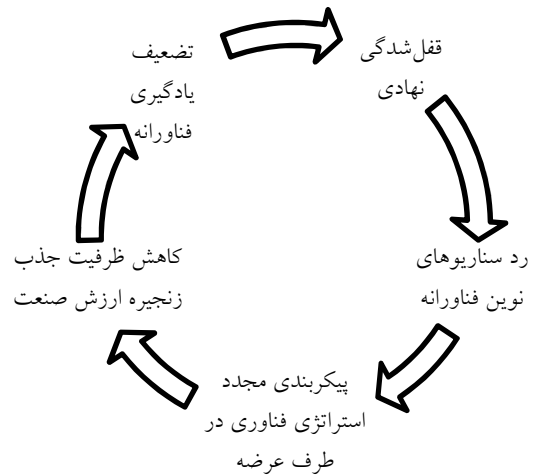 تضعیف
یادگیری
فناورانه
قفل‌شدگی
نهادی
رد سناریوهای
نوین فناورانه
پیکربندی مجدد
استراتژی فناوری در
طرف عرضه
کاهش ظرفیت جذب
زنجیره ارزش صنعت